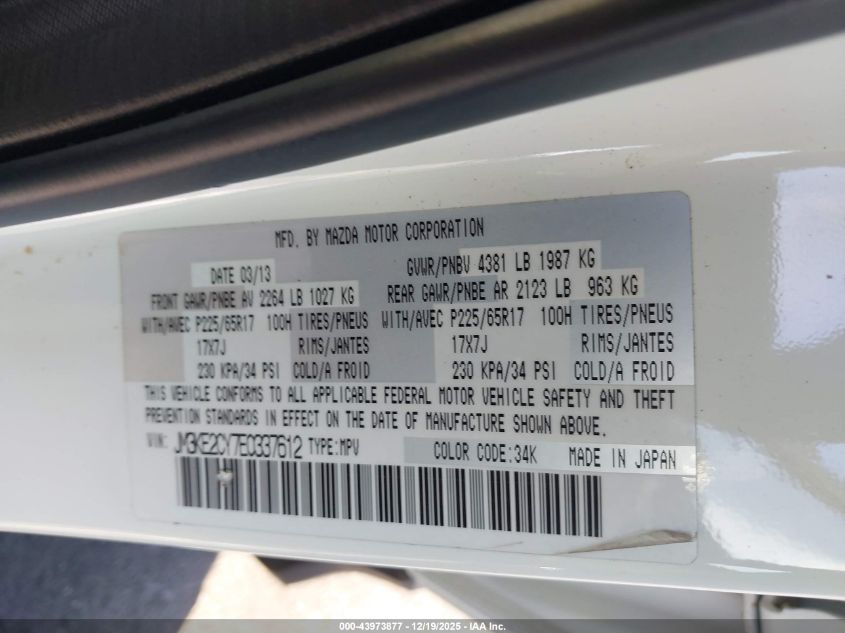 MFD. BY MAZDA MOTOR CORPORATION
DATE 03/13 GVWR/PNBV 4381 LB 1987 KG
FRONT GAWR/PNBE AV 2264 LB 1027 KG REAR GAWR/PNBE AR 2123 LB 963 KG
WITH/AVEC P225/65R17 100H TIRES/PNEUS WITH/AVEC P225/65R17 100H TIRES/PNEUS
17X7J RIMS/JANTES 17X7J RIMS/JANTES
230 KPA/34 PSI COLD/A FROID 230 KPA/34 PSI COLD/A FROID
THIS VEHICLE CONFORMS TO ALL APPLICABLE FEDERAL MOTOR VEHICLE SAFETY AND THEFT
PREVENTION STANDARDS IN EFFECT ON THE DATE OF MANUFACTURE SHOWN ABOVE.
VIN: JM3KE2CY7E0337612 TYPE:MPV COLOR CODE:34K MADE IN JAPAN
000-43973877 - 12/19/2025 - IAA, Inc.